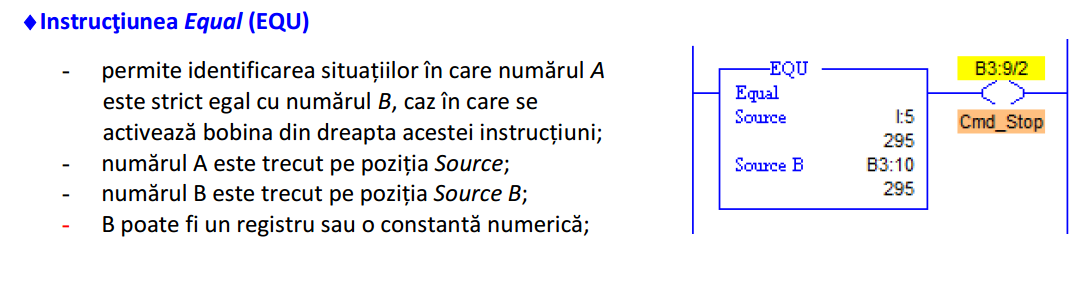 ♦Instrucţiunea Equal (EQU)
- permite identificarea situațiilor în care numărul A
este strict egal cu numărul B, caz în care se
activează bobina din dreapta acestei instrucțiuni;
- numărul A este trecut pe poziția Source;
- numărul B este trecut pe poziția Source B;
- B poate fi un registru sau o constantă numerică;
EQU
Equal
Source I:5
295
Source B B3:10
295
B3:9/2
Cmd_Stop